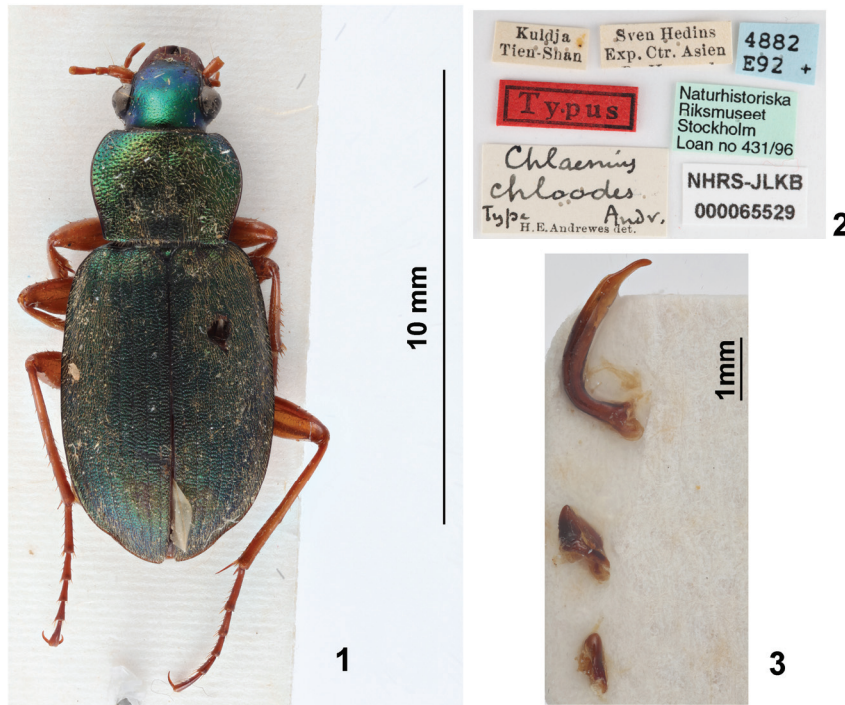 10 mm
1
Kuldja
Tien-Shan
Sven Hedins
Exp. Ctr. Asien
4882
E92 +
Typus
Naturhistoriska
Riksmuseet
Stockholm
Loan no 431/96
Chlaenius
chloodes
Type Andr.
H.E. Andrewes det.
NHRS-JLKB
000065529
2
1mm
3